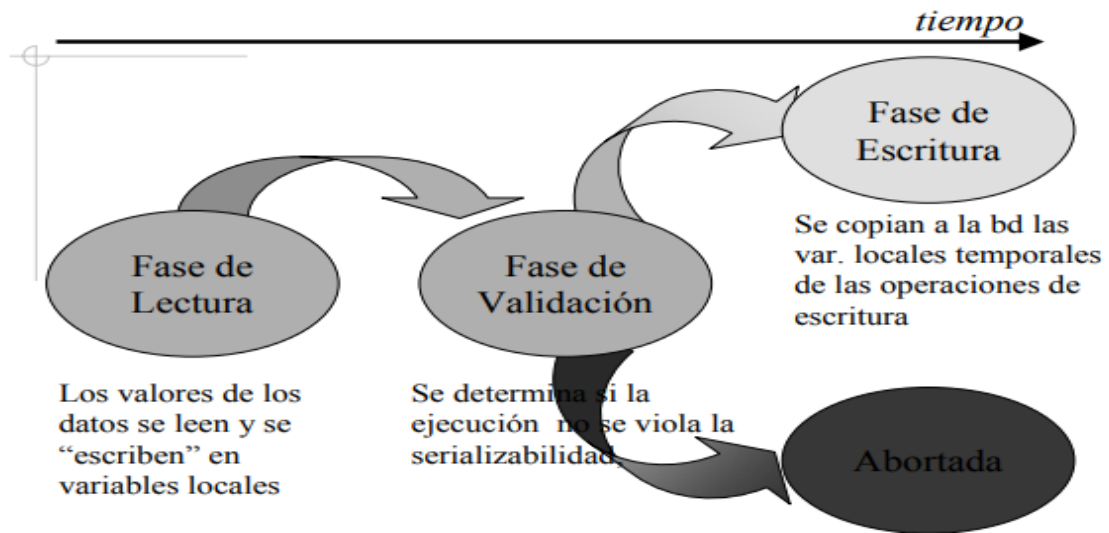 tiempo
Fase de
Escritura
Fase de
Lectura
Fase de
Validación
Se copian a la bd las
var. locales temporales
de las operaciones de
escritura
Los valores de los
datos se leen y se
“escriben” en
variables locales
Se determina si la
ejecución  no se viola la
serializabilidad,
Abortada